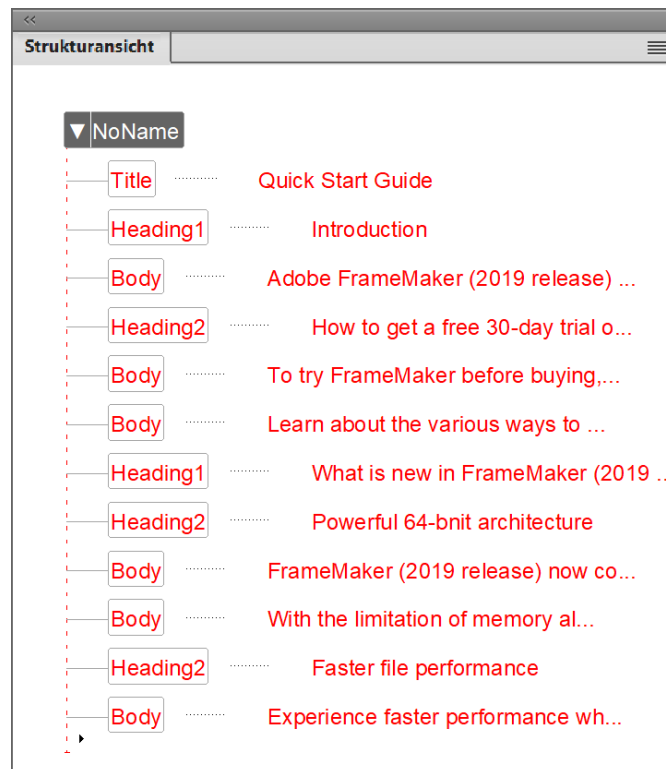 <<
Strukturansicht
NoName
Title Quick Start Guide
Heading1 Introduction
Body Adobe FrameMaker (2019 release) ...
Heading2 How to get a free 30-day trial o...
Body To try FrameMaker before buying,...
Body Learn about the various ways to ...
Heading1 What is new in FrameMaker (2019 ..
Heading2 Powerful 64-bnit architecture
Body FrameMaker (2019 release) now co...
Body With the limitation of memory al...
Heading2 Faster file performance
Body Experience faster performance wh...